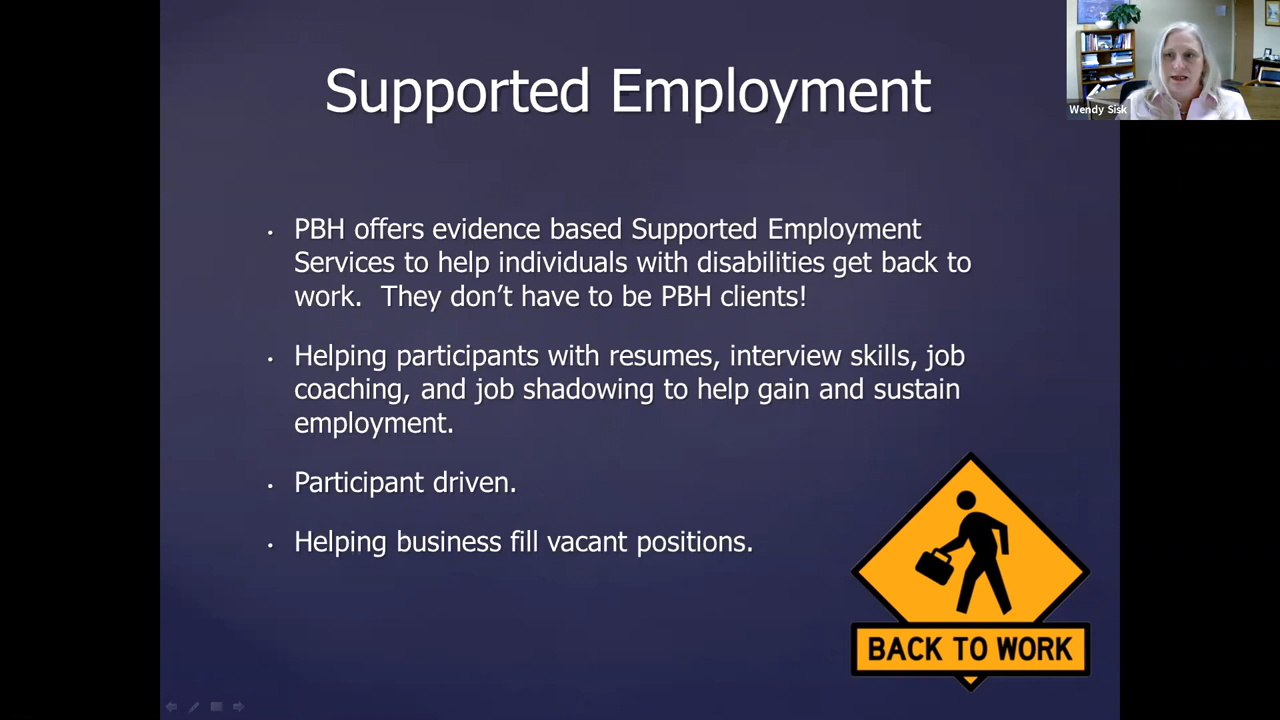 Supported Employment
Wendy Sisk
• PBH offers evidence based Supported Employment
Services to help individuals with disabilities get back to
work.  They don’t have to be PBH clients!
• Helping participants with resumes, interview skills, job
coaching, and job shadowing to help gain and sustain
employment.
• Participant driven.
• Helping business fill vacant positions.
BACK TO WORK